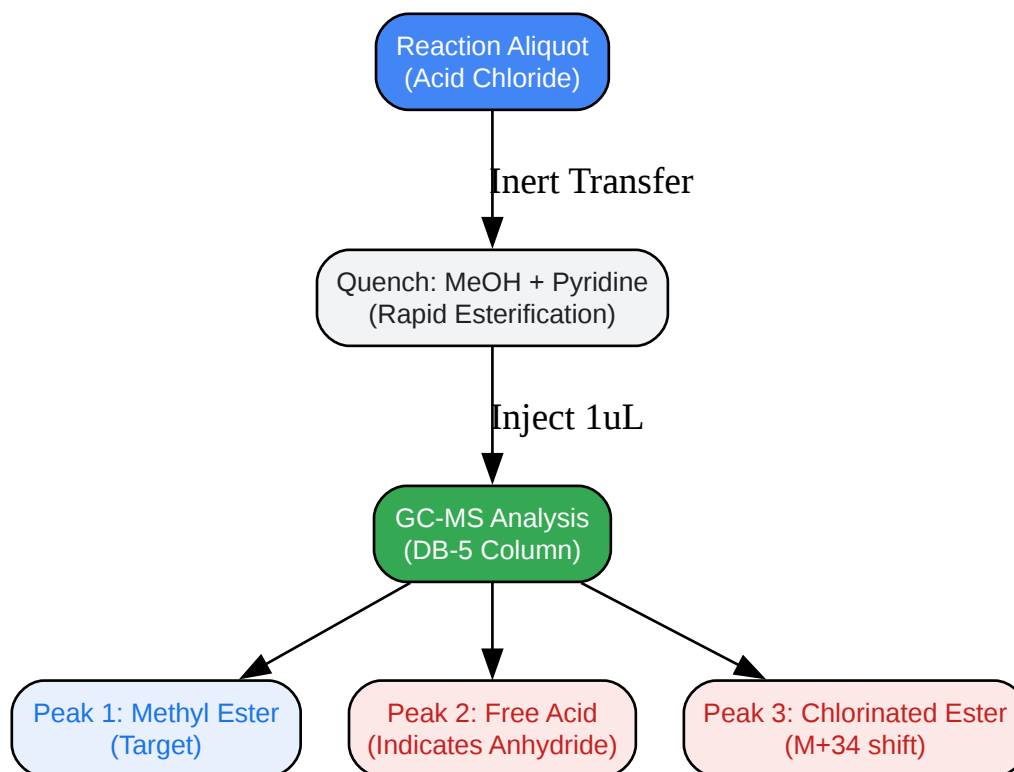 Reaction Aliquot
(Acid Chloride)
Inert Transfer
Quench: MeOH + Pyridine
(Rapid Esterification)
Inject 1uL
GC-MS Analysis
(DB-5 Column)
Peak 1: Methyl Ester
(Target)
Peak 2: Free Acid
(Indicates Anhydride)
Peak 3: Chlorinated Ester
(M+34 shift)